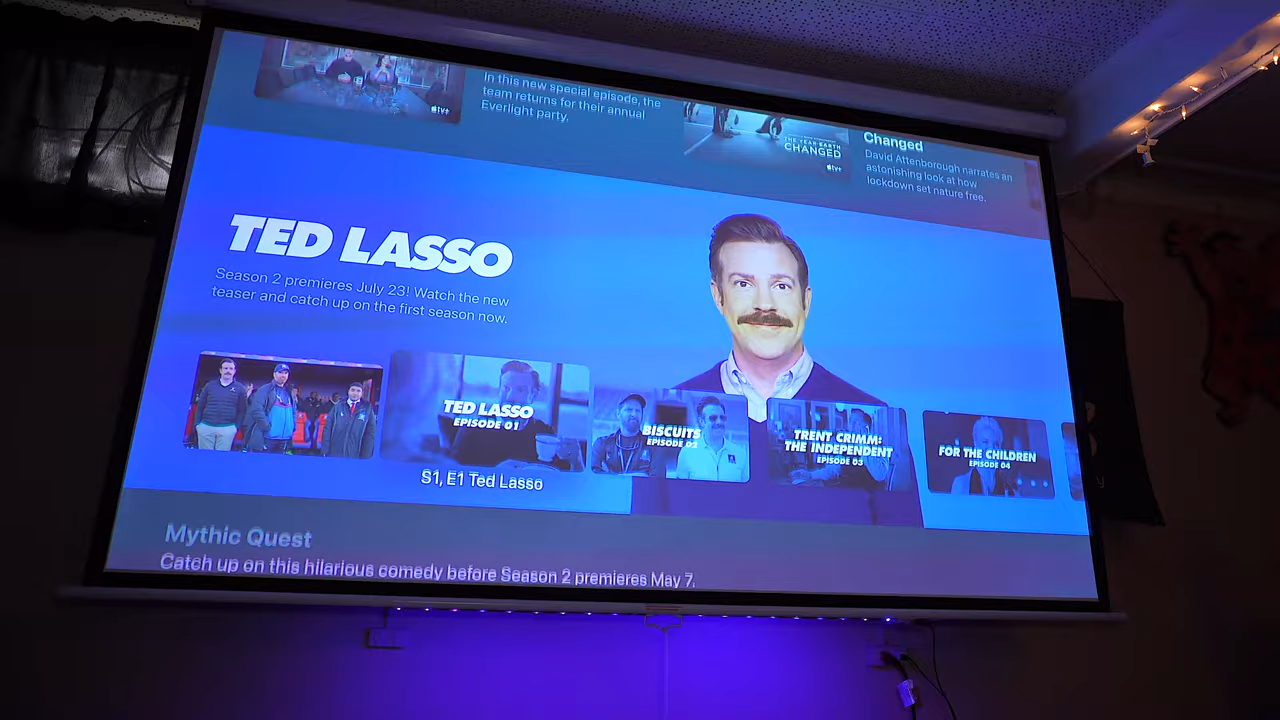 tv+
In this new special episode, the
team returns for their annual
Everlight party.
THE YEAR EARTH
CHANGED
tv+
Changed
David Attenborough narrates an
astonishing look at how
lockdown set nature free.
TED LASSO
Season 2 premieres July 23! Watch the new
teaser and catch up on the first season now.
TED LASSO
EPISODE 01
BISCUITS
EPISODE 02
TRENT CRIMM:
THE INDEPENDENT
EPISODE 03
FOR THE CHILDREN
EPISODE 04
S1, E1 Ted Lasso
Mythic Quest
Catch up on this hilarious comedy before Season 2 premieres May 7.